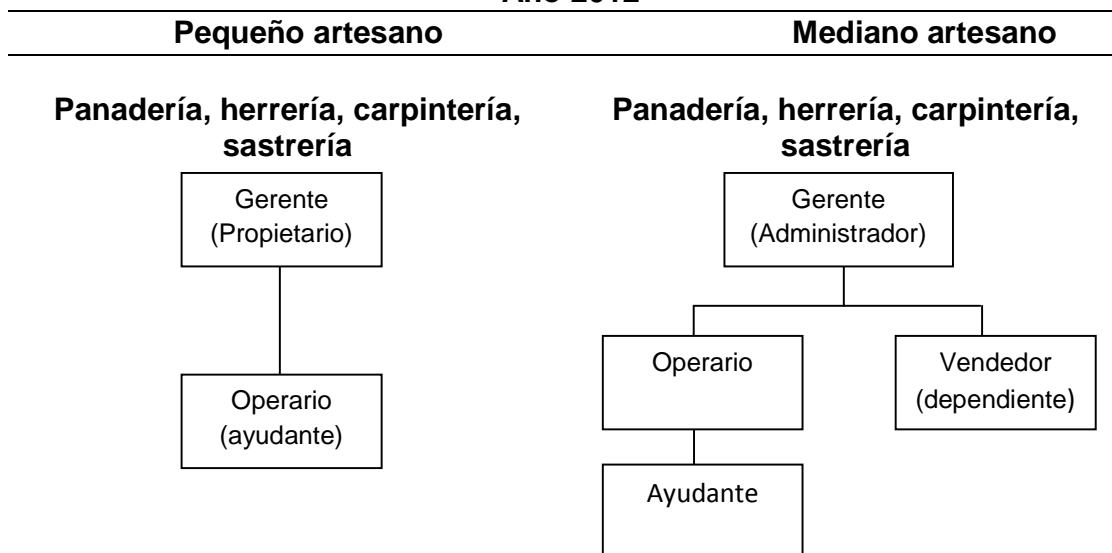 Pequeño artesano
Mediano artesano
Panadería, herrería, carpintería,
sastrería
Gerente
(Propietario)
Operario
(ayudante)
Panadería, herrería, carpintería,
sastrería
Gerente
(Administrador)
Operario
Vendedor
(dependiente)
Ayudante